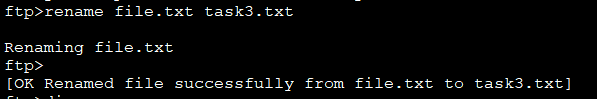 ftp>rename file.txt task3.txt
Renaming file.txt
ftp>
[OK Renamed file successfully from file.txt to task3.txt]